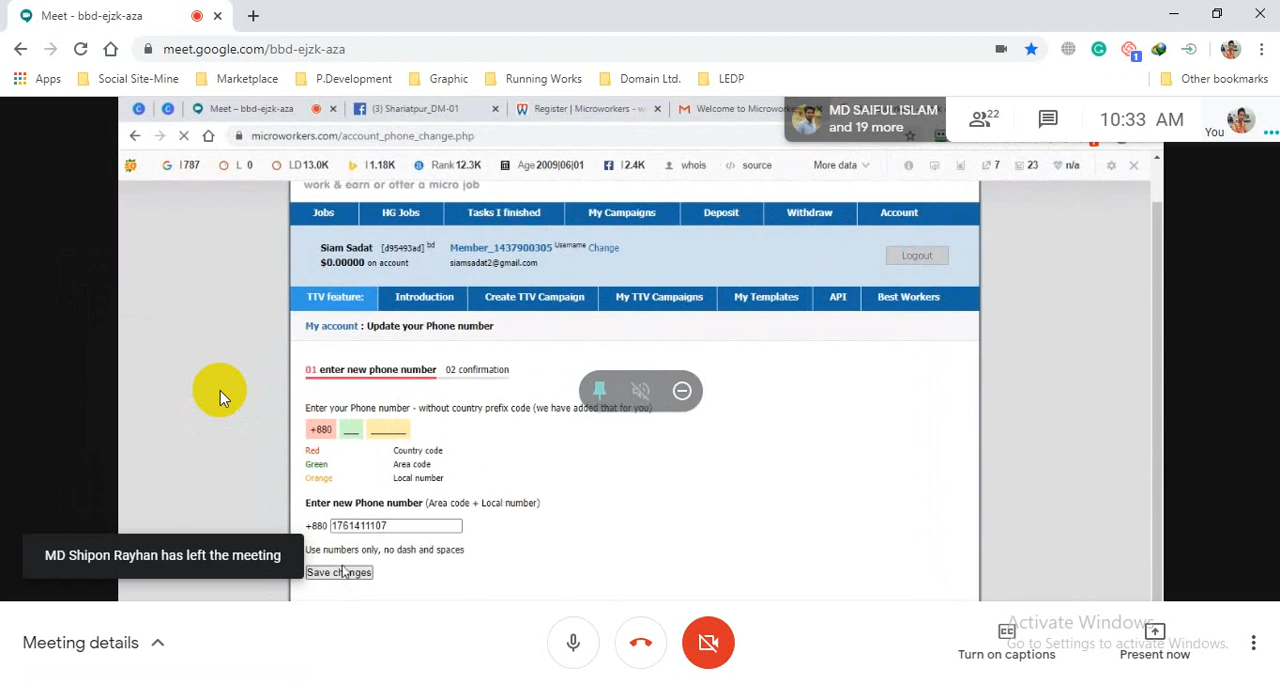 Meet - bbd-ejzk-aza
meet.google.com/bbd-ejzk-aza
Apps Social Site-Mine Marketplace P.Development Graphic Running Works Domain Ltd. LEDP Other bookmarks
Meet – bbd-ejzk-aza (3) Shariatpur_DM-01 Register | Microworkers - w Welcome to Microworke
MD SAIFUL ISLAM
and 19 more
22
10:33 AM
You
microworkers.com/account_phone_change.php
I 787 L 0 LD 13.0K I 1.18K Rank 12.3K Age 2009|06|01 I 2.4K whois source More data 7 23 n/a
work & earn or offer a micro job
Jobs HG Jobs Tasks I finished My Campaigns Deposit Withdraw Account
Siam Sadat [d95493ad] bd Member_1437900305 Username Change
$0.00000 on account siamsadat2@gmail.com
Logout
TTV feature: Introduction Create TTV Campaign My TTV Campaigns My Templates API Best Workers
My account : Update your Phone number
01 enter new phone number 02 confirmation
Enter your Phone number - without country prefix code (we have added that for you)
+880 __ ______
Red Country code
Green Area code
Orange Local number
Enter new Phone number (Area code + Local number)
+880 1761411107
Use numbers only, no dash and spaces
Save changes
MD Shipon Rayhan has left the meeting
Meeting details
Turn on captions
Present now
Activate Windows
Go to Settings to activate Windows.